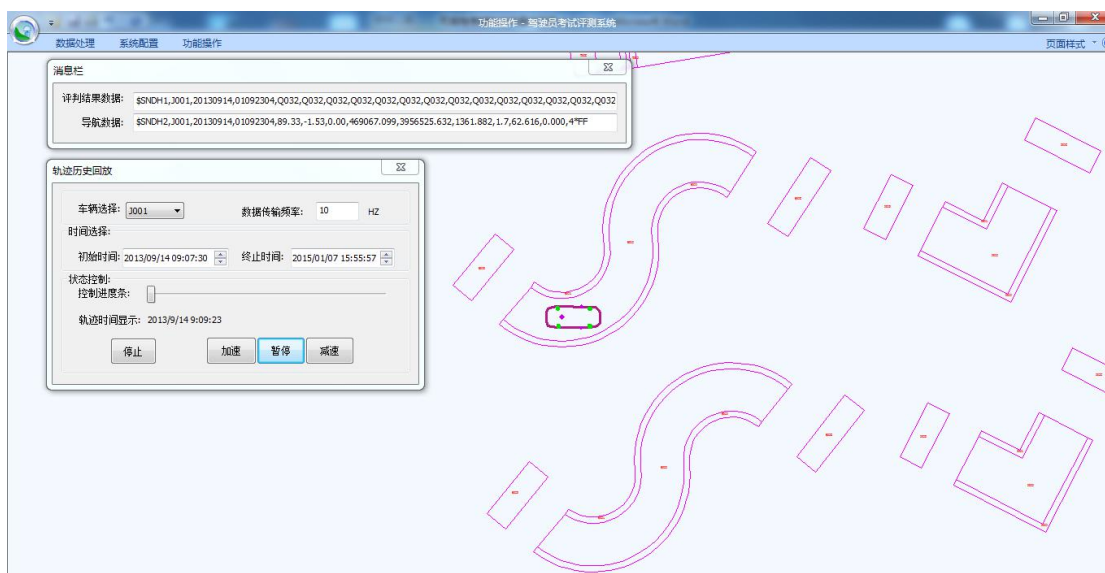 功能操作 - 驾驶员考试评测系统
数据处理 系统配置 功能操作 页面样式
消息栏
评判结果数据: $SNDH1,J001,20130914,01092304,Q032,Q032,Q032,Q032,Q032,Q032,Q032,Q032,Q032,Q032,Q032,Q032,Q032
导航数据: $SNDH2,J001,20130914,01092304,89.33,-1.53,0.00,469067.099,3956525.632,1361.882,1.7,62.616,0.000,4*FF
轨迹历史回放
车辆选择: J001 数据传输频率: 10 HZ
时间选择:
初始时间: 2013/09/14 09:07:30 终止时间: 2015/01/07 15:55:57
状态控制:
控制进度条:
轨迹时间显示: 2013/9/14 9:09:23
停止 加速 暂停 减速